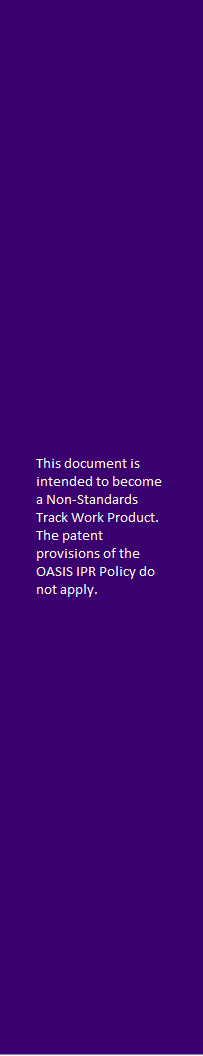 This document is
intended to become
a Non-Standards
Track Work Product.
The patent
provisions of the
OASIS IPR Policy do
not apply.